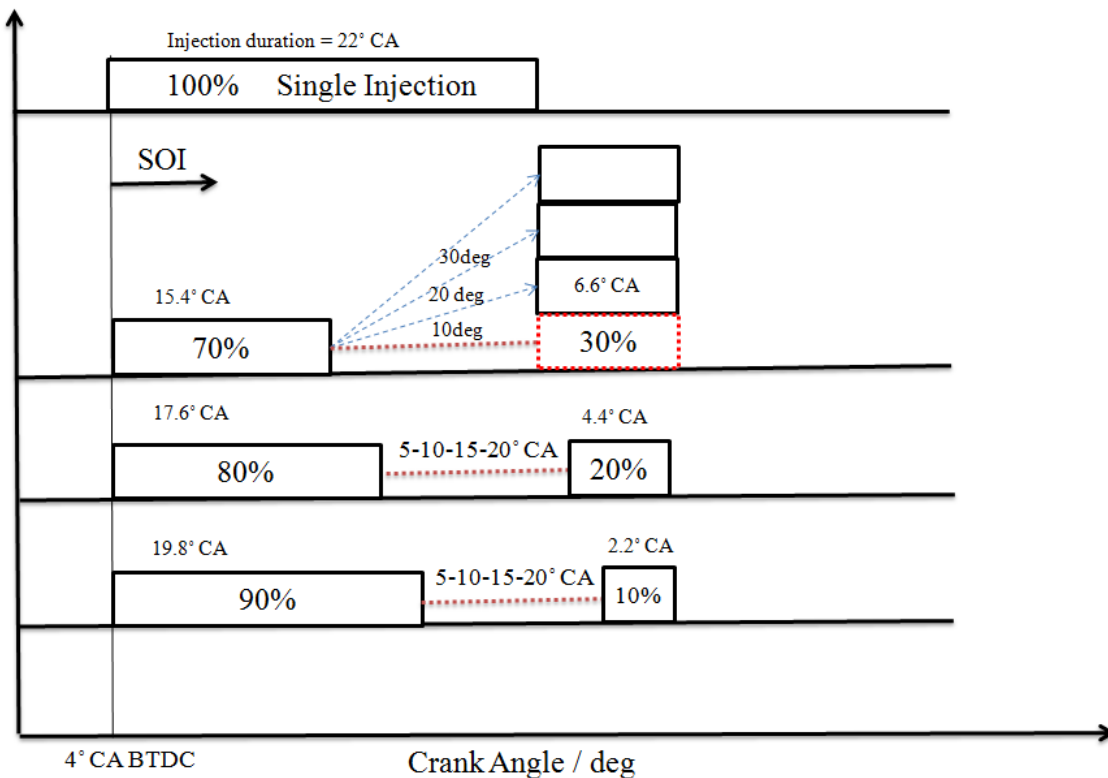 Injection duration = 22° CA
100% Single Injection
SOI
30deg
20 deg
10deg
15.4° CA
6.6° CA
70%
30%
17.6° CA
4.4° CA
5-10-15-20° CA
80%
20%
19.8° CA
2.2° CA
5-10-15-20° CA
90%
10%
4° CA BTDC
Crank Angle / deg